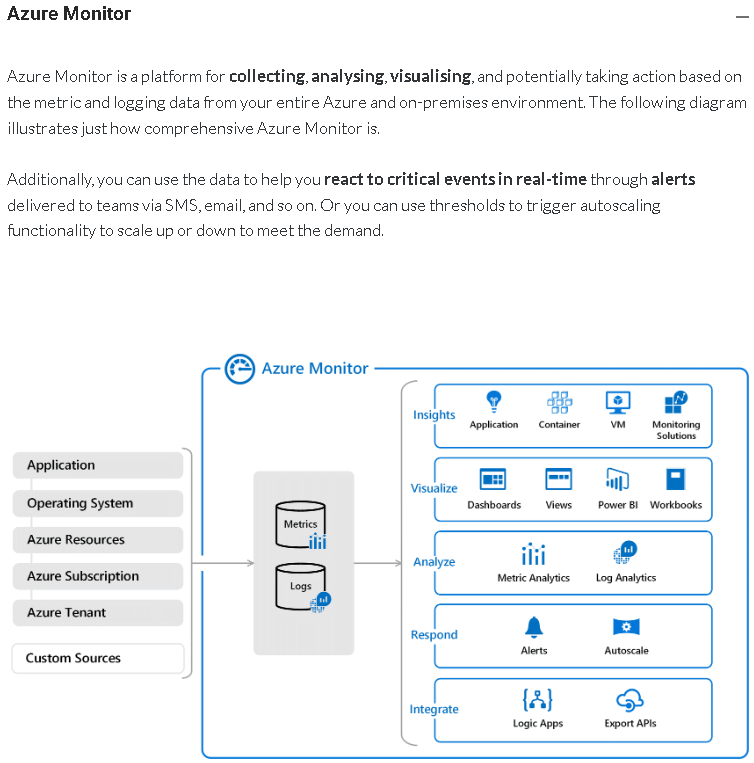 Azure Monitor
Azure Monitor is a platform for collecting, analysing, visualising, and potentially taking action based on
the metric and logging data from your entire Azure and on-premises environment. The following diagram
illustrates just how comprehensive Azure Monitor is.
Additionally, you can use the data to help you react to critical events in real-time through alerts
delivered to teams via SMS, email, and so on. Or you can use thresholds to trigger autoscaling
functionality to scale up or down to meet the demand.
Azure Monitor
Application
Operating System
Azure Resources
Azure Subscription
Azure Tenant
Custom Sources
Metrics
Logs
Insights
Application
Container
VM
Monitoring
Solutions
Visualize
Dashboards
Views
Power BI
Workbooks
Analyze
Metric Analytics
Log Analytics
Respond
Alerts
Autoscale
Integrate
Logic Apps
Export APIs